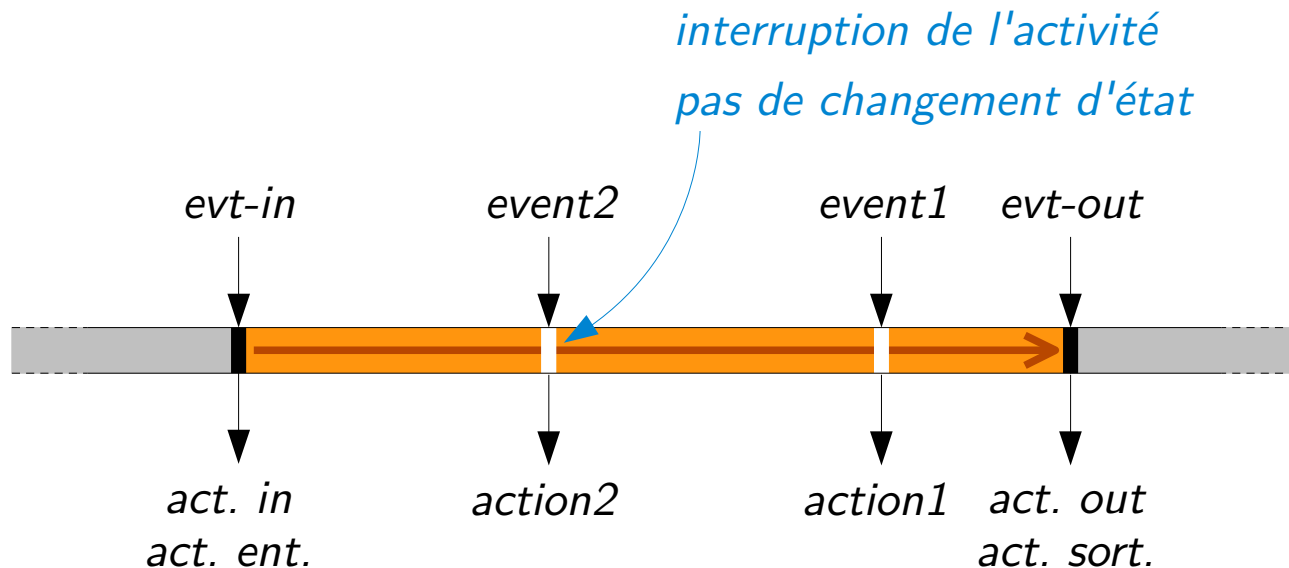 interruption de l'activité
pas de changement d'état
evt-in event2 event1 evt-out
act. in action2 action1 act. out
act. ent. act. sort.